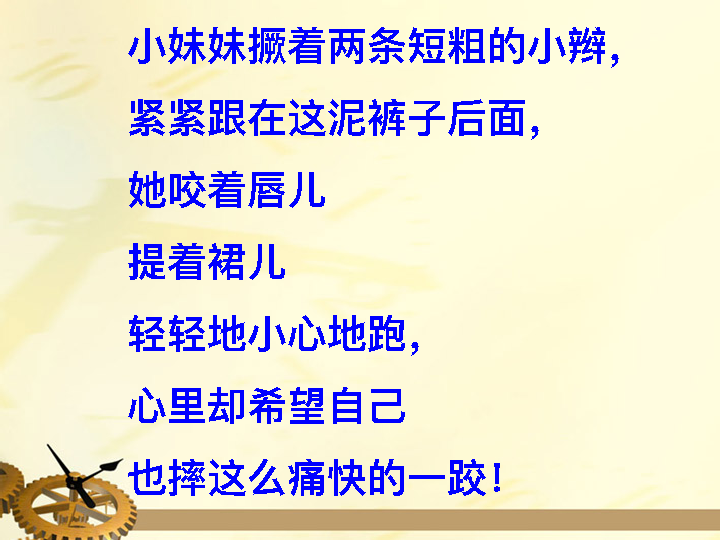 小妹妹撅着两条短粗的小辫，
紧紧跟在这泥裤子后面，
她咬着唇儿
提着裙儿
轻轻地小心地跑，
心里却希望自己
也摔这么痛快的一跤！